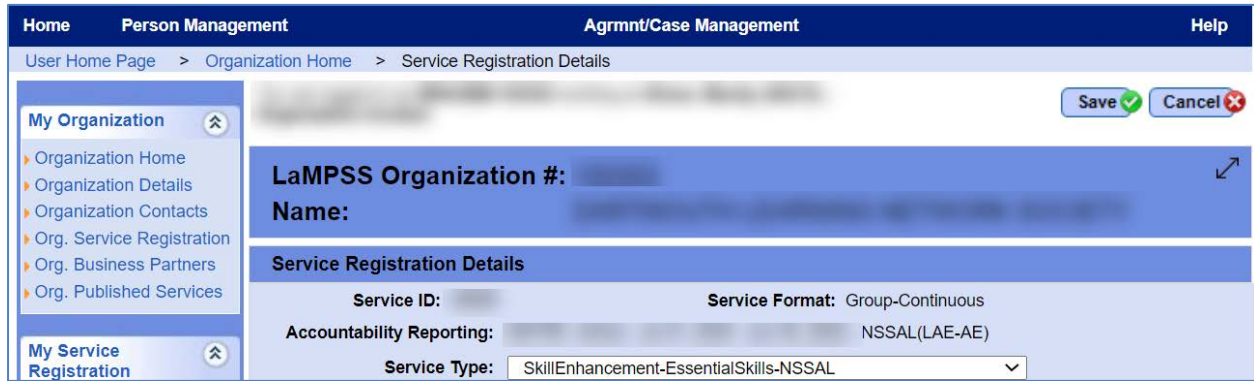 Home Person Management Agrmnt/Case Management Help
User Home Page > Organization Home > Service Registration Details
Save Cancel
My Organization
Organization Home
Organization Details
Organization Contacts
Org. Service Registration
Org. Business Partners
Org. Published Services
My Service
Registration
LaMPSS Organization #:
Name:
Service Registration Details
Service ID: Service Format: Group-Continuous
Accountability Reporting: NSSAL(LAE-AE)
Service Type: SkillEnhancement-EssentialSkills-NSSAL